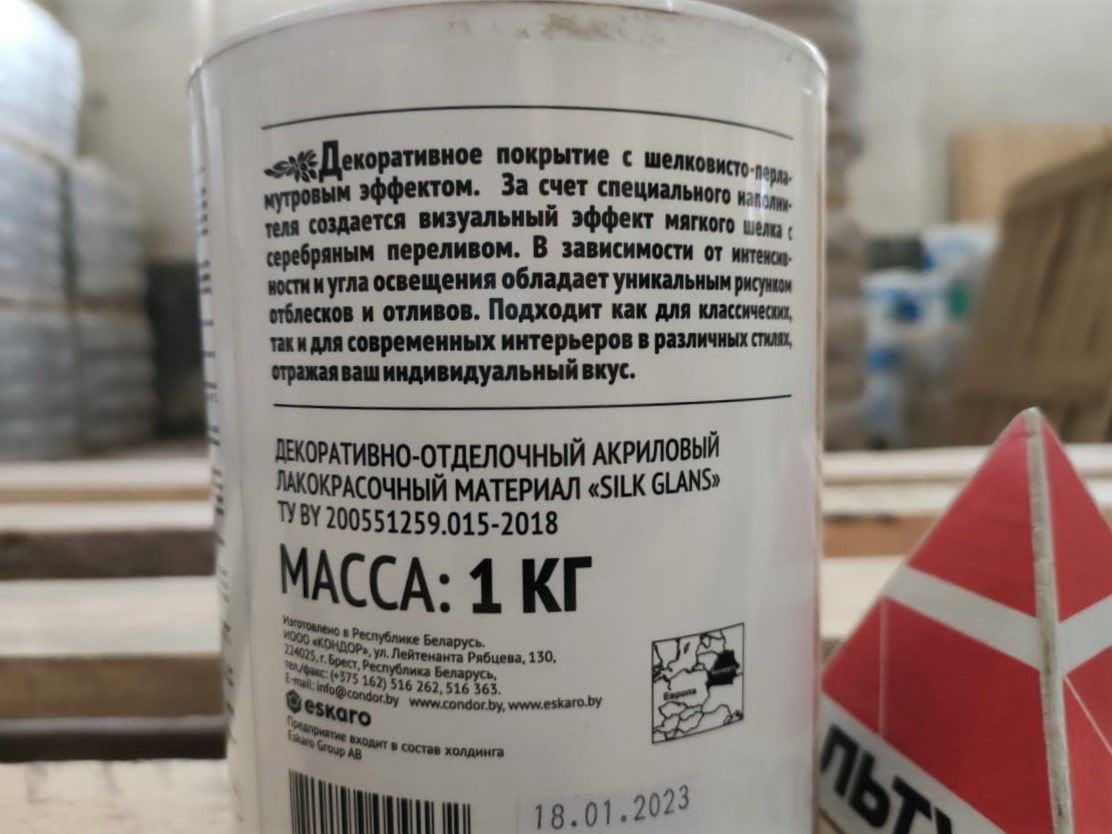 Декоративное покрытие с шелковисто-перла-
мутровым эффектом. За счет специального наполни-
теля создается визуальный эффект мягкого шелка с
серебряным переливом. В зависимости от интенсив-
ности и угла освещения обладает уникальным рисунком
отблесков и отливов. Подходит как для классических,
так и для современных интерьеров в различных стилях,
отражая ваш индивидуальный вкус.
ДЕКОРАТИВНО-ОТДЕЛОЧНЫЙ АКРИЛОВЫЙ
ЛАКОКРАСОЧНЫЙ МАТЕРИАЛ «SILK GLANS»
ТУ BY 200551259.015-2018
МАССА: 1 КГ
Изготовлено в Республике Беларусь.
ИООО «КОНДОР», ул. Лейтенанта Рябцева, 130,
224025, г. Брест, Республика Беларусь,
тел./факс: (+375 162) 516 262, 516 363.
E-mail: info@condor.by www.condor.by, www.eskaro.by
Европа
eskaro
Предприятие входит в состав холдинга
Eskaro Group AB
18.01.2023
ЛЬТ